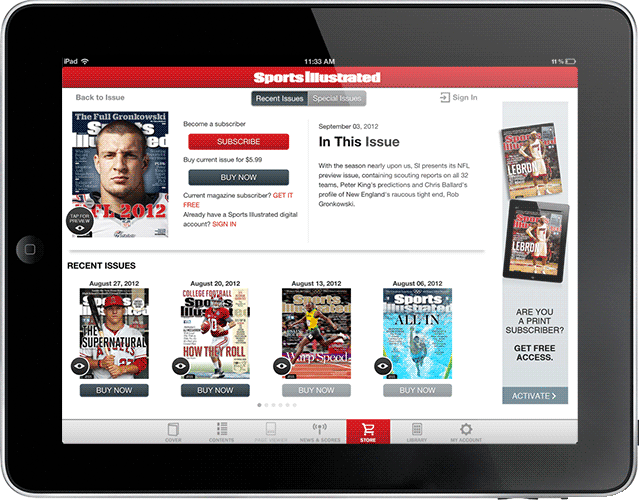 iPad
11:33 AM
11 %
Sports Illustrated
Back to Issue
Recent Issues
Special Issues
Sign In
The Full Gronkowski
Sports
Illustrated
NFL 2012
TAP FOR
PREVIEW
Become a subscriber
SUBSCRIBE
Buy current issue for $5.99
BUY NOW
Current magazine subscriber? GET IT
FREE
Already have a Sports Illustrated digital
account? SIGN IN
September 03, 2012
In This Issue
With the season nearly upon us, SI presents its NFL
preview issue, containing scouting reports on all 32
teams, Peter King's predictions and Chris Ballard's
profile of New England's raucous tight end, Rob
Gronkowski.
RECENT ISSUES
August 27, 2012
Sports
Illustrated
THE
SUPERNATURAL
ANGELS
27
BUY NOW
August 20, 2012
COLLEGE FOOTBALL
Sports
Illustrated
10
HOW THEY ROLL
BUY NOW
August 13, 2012
Sports
Illustrated
Warp Speed
BUY NOW
August 06, 2012
Sports
Illustrated
ALL IN
BUY NOW
LEBRON
LEBRON
ARE YOU
A PRINT
SUBSCRIBER?
GET FREE
ACCESS.
ACTIVATE
COVER
CONTENTS
PAGE VIEWER
NEWS & SCORES
STORE
LIBRARY
MY ACCOUNT